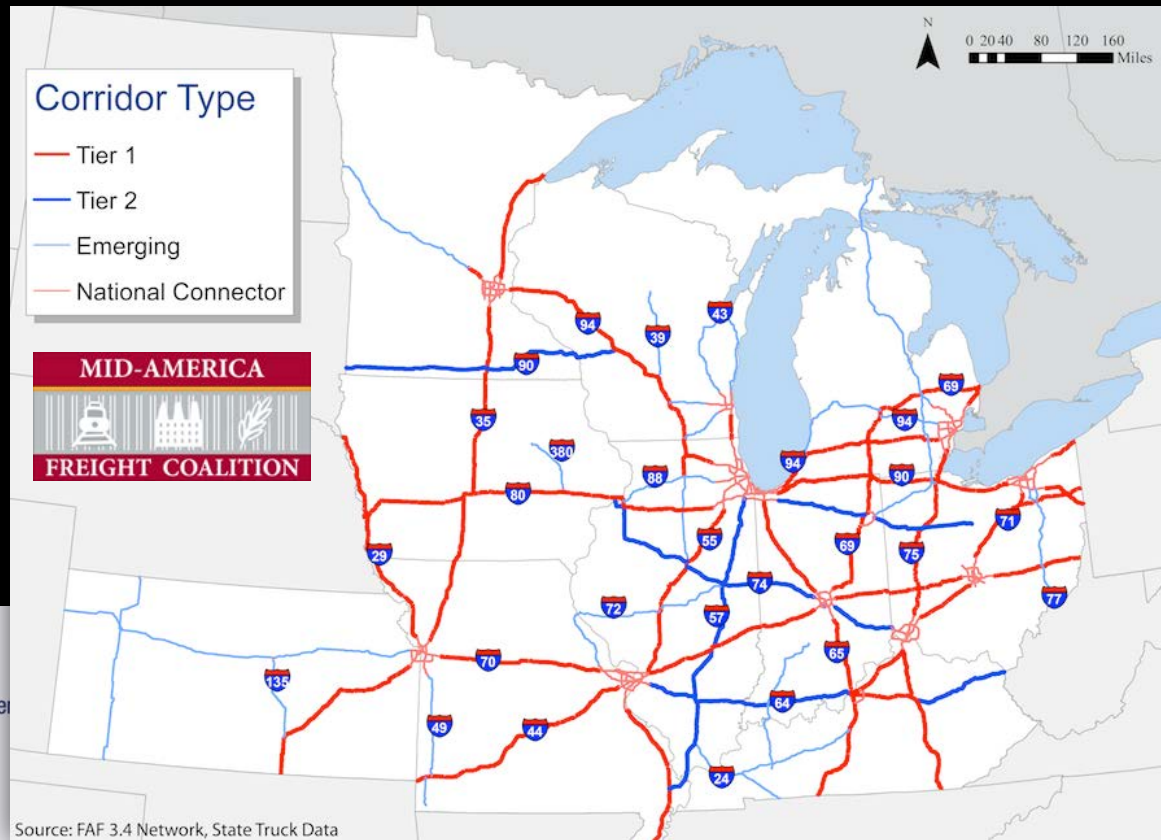 N
0 20 40 80 120 160
Miles
Corridor Type
Tier 1
Tier 2
Emerging
National Connector
MID-AMERICA
FREIGHT COALITION
94
39
43
90
35
380
88
80
29
55
94
69
94
90
71
69
75
74
72
57
77
65
70
135
64
49
44
24
Source: FAF 3.4 Network, State Truck Data